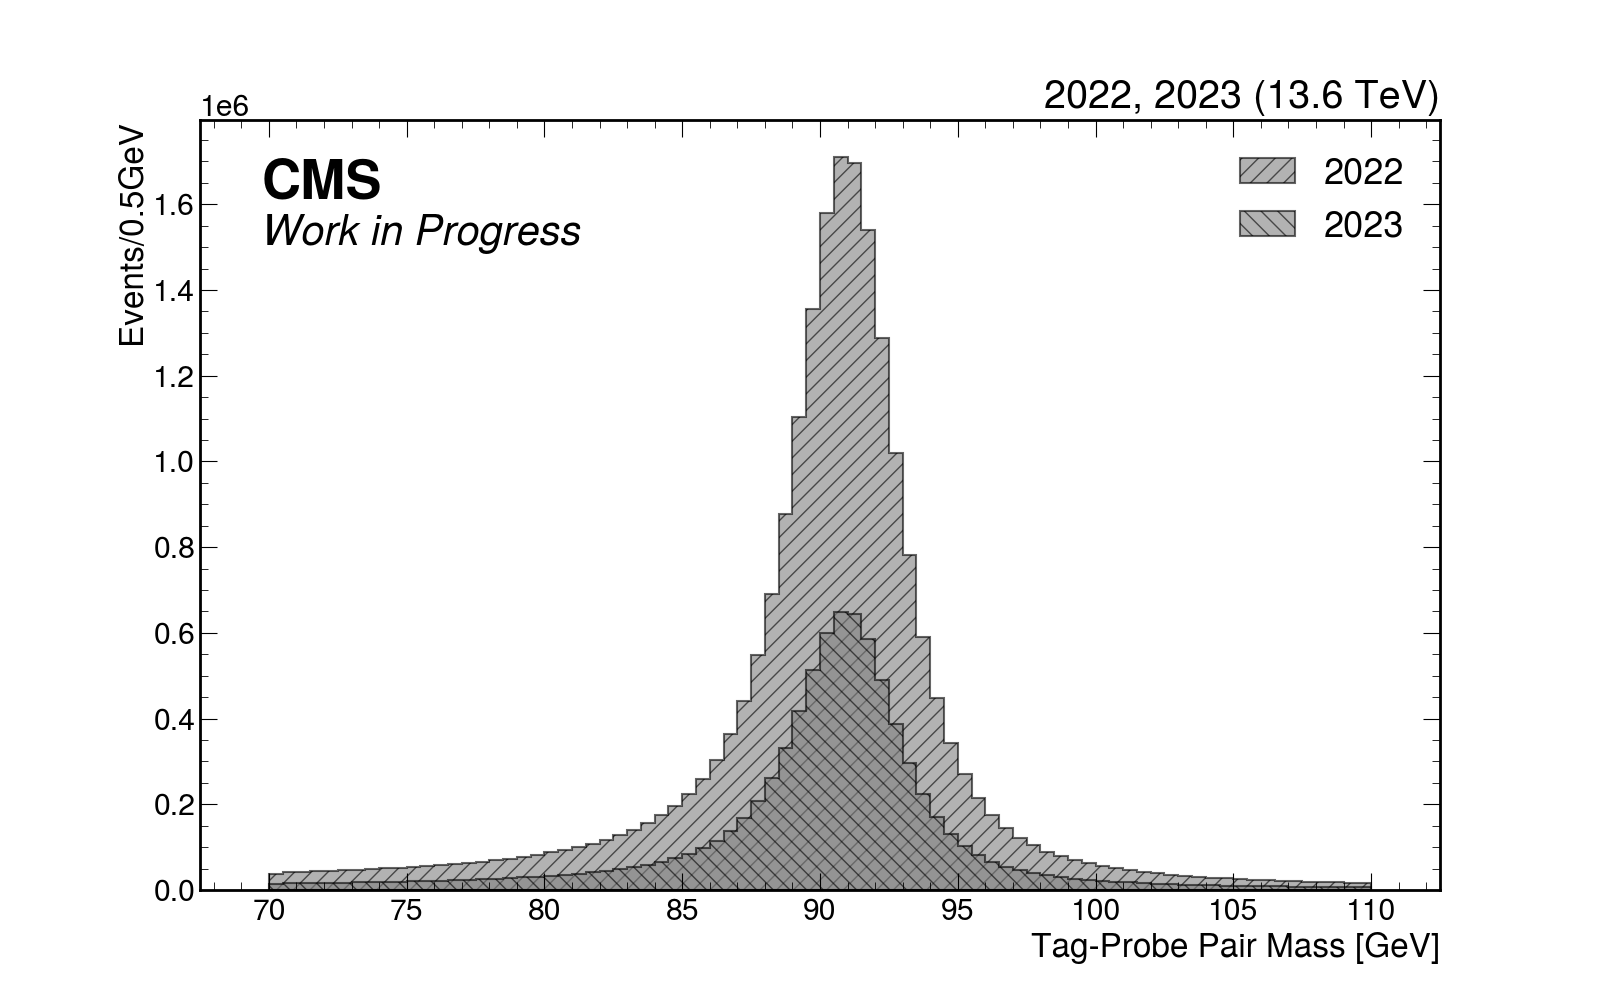 2022, 2023 (13.6 TeV)
1e6
Events/0.5GeV
CMS
Work in Progress
2022
2023
1.6
1.4
1.2
1.0
0.8
0.6
0.4
0.2
0.0
70 75 80 85 90 95 100 105 110
Tag-Probe Pair Mass [GeV]